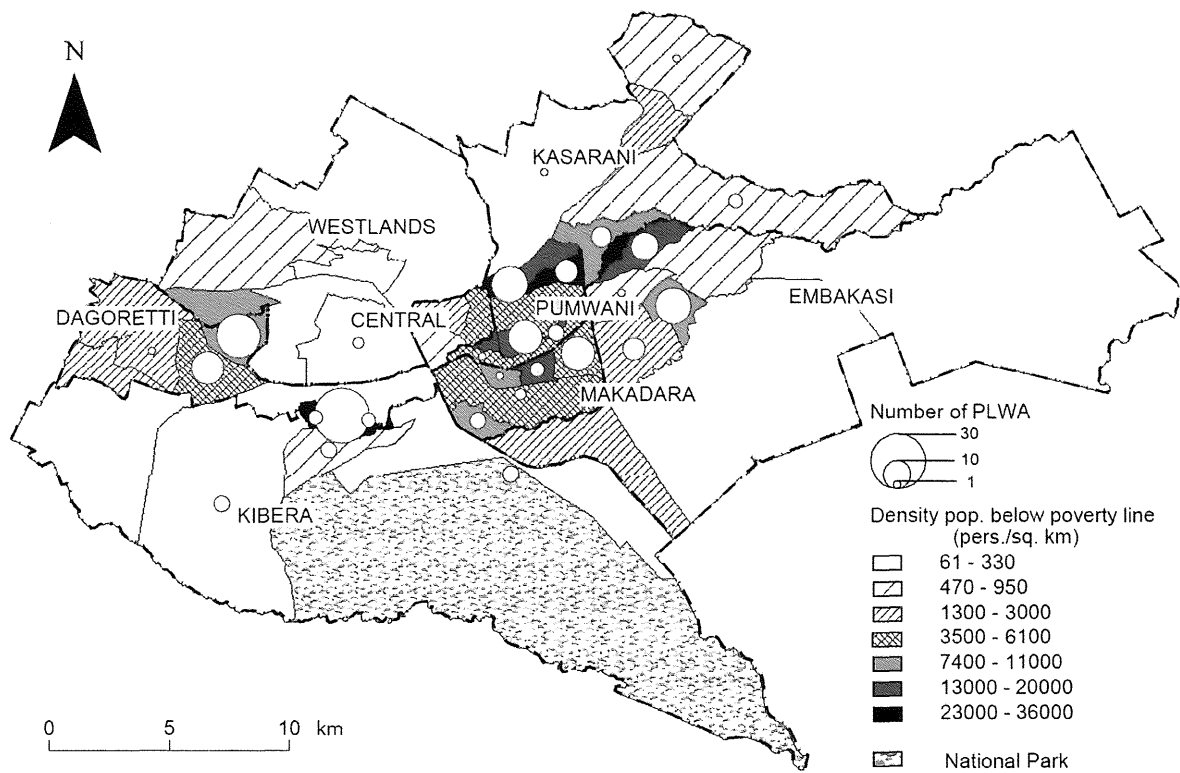 N
KASARANI
WESTLANDS
DAGORETTI
CENTRAL
PUMWANI
EMBAKASI
MAKADARA
KIBERA
Number of PLWA
30
10
1
Density pop. below poverty line
(pers./sq. km)
61 - 330
470 - 950
1300 - 3000
3500 - 6100
7400 - 11000
13000 - 20000
23000 - 36000
National Park
0 5 10 km